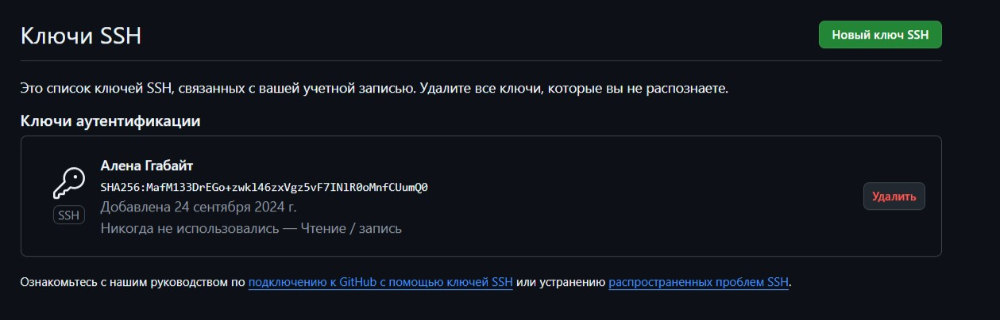 Ключи SSH
Новый ключ SSH
Это список ключей SSH, связанных с вашей учетной записью. Удалите все ключи, которые вы не распознаете.
Ключи аутентификации
Алена Ггабайт
SHA256:MafM133DrEGo+zwkl46zxVgz5vF7INlR0oMnfCUumQ0
Добавлена 24 сентября 2024 г.
Никогда не использовались — Чтение / запись
SSH
Удалить
Ознакомьтесь с нашим руководством по подключению к GitHub с помощью ключей SSH или устранению распространенных проблем SSH.